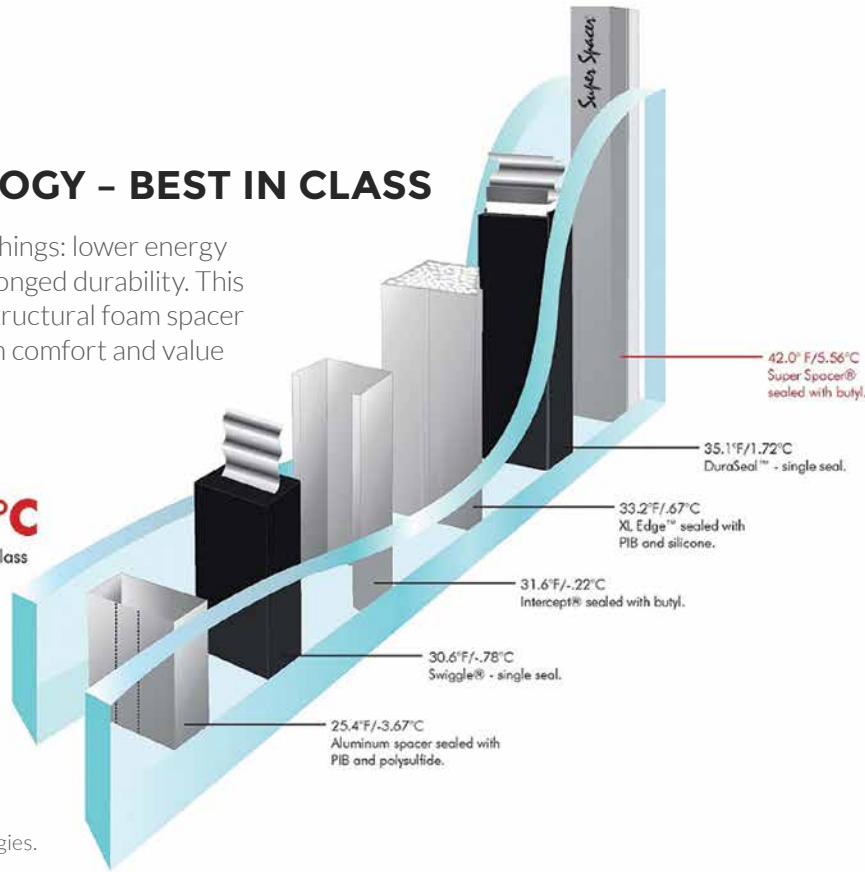 Super Spacer
OGY – BEST IN CLASS
hings: lower energy
onged durability. This
tructural foam spacer
n comfort and value
42.0° F/5.56°C
Super Spacer®
sealed with butyl.
35.1°F/1.72°C
DuraSeal™ - single seal.
°C
lass
33.2°F/.67°C
XL Edge™ sealed with
PIB and silicone.
31.6°F/-.22°C
Intercept® sealed with butyl.
30.6°F/-.78°C
Swiggle® - single seal.
25.4°F/-3.67°C
Aluminum spacer sealed with
PIB and polysulfide.
gies.